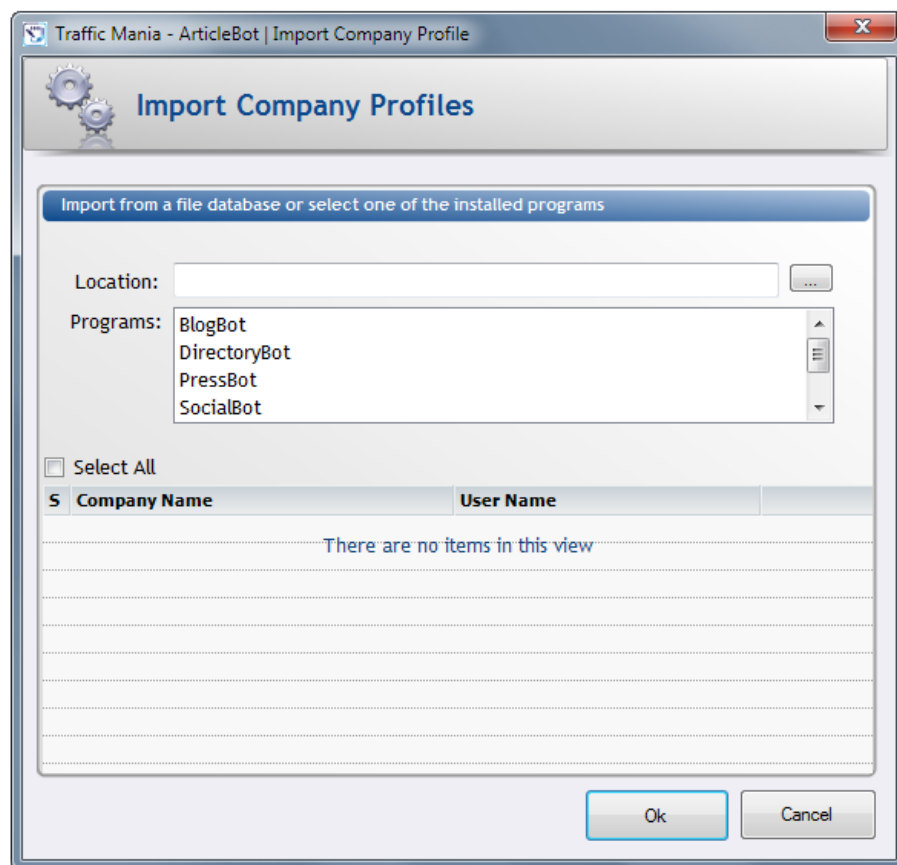 Traffic Mania - ArticleBot | Import Company Profile
Import Company Profiles
Import from a file database or select one of the installed programs
Location:
...
Programs:
BlogBot
DirectoryBot
PressBot
SocialBot
Select All
S Company Name User Name
There are no items in this view
Ok Cancel